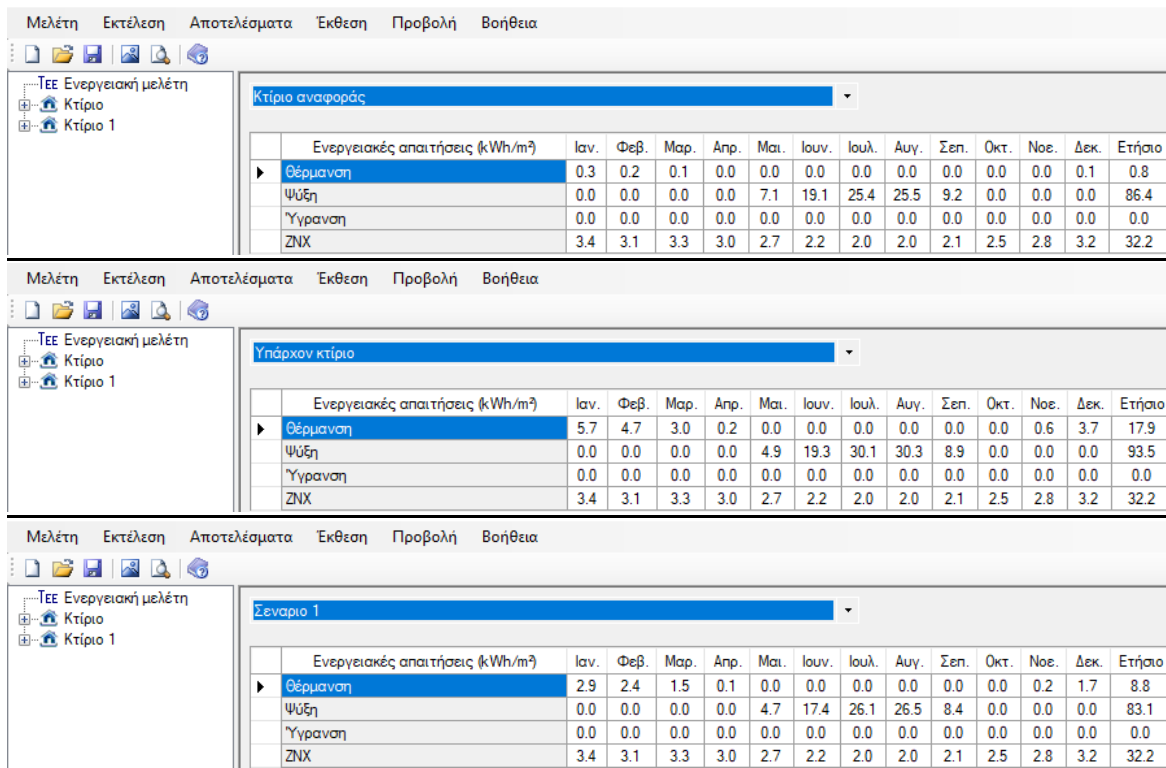 Μελέτη Εκτέλεση Αποτελέσματα Έκθεση Προβολή Βοήθεια
TEE Ενεργειακή μελέτη
Κτίριο
Κτίριο 1
Κτίριο αναφοράς
Ενεργειακές απαιτήσεις (kWh/m²) Ιαν. Φεβ. Μαρ. Απρ. Μαι. Ιουν. Ιουλ. Αυγ. Σεπ. Οκτ. Νοε. Δεκ. Ετήσιο
Θέρμανση 0.3 0.2 0.1 0.0 0.0 0.0 0.0 0.0 0.0 0.0 0.0 0.1 0.8
Ψύξη 0.0 0.0 0.0 0.0 7.1 19.1 25.4 25.5 9.2 0.0 0.0 0.0 86.4
Ύγρανση 0.0 0.0 0.0 0.0 0.0 0.0 0.0 0.0 0.0 0.0 0.0 0.0 0.0
ZNX 3.4 3.1 3.3 3.0 2.7 2.2 2.0 2.0 2.1 2.5 2.8 3.2 32.2
Μελέτη Εκτέλεση Αποτελέσματα Έκθεση Προβολή Βοήθεια
TEE Ενεργειακή μελέτη
Κτίριο
Κτίριο 1
Υπάρχον κτίριο
Ενεργειακές απαιτήσεις (kWh/m²) Ιαν. Φεβ. Μαρ. Απρ. Μαι. Ιουν. Ιουλ. Αυγ. Σεπ. Οκτ. Νοε. Δεκ. Ετήσιο
Θέρμανση 5.7 4.7 3.0 0.2 0.0 0.0 0.0 0.0 0.0 0.0 0.6 3.7 17.9
Ψύξη 0.0 0.0 0.0 0.0 4.9 19.3 30.1 30.3 8.9 0.0 0.0 0.0 93.5
Ύγρανση 0.0 0.0 0.0 0.0 0.0 0.0 0.0 0.0 0.0 0.0 0.0 0.0 0.0
ZNX 3.4 3.1 3.3 3.0 2.7 2.2 2.0 2.0 2.1 2.5 2.8 3.2 32.2
Μελέτη Εκτέλεση Αποτελέσματα Έκθεση Προβολή Βοήθεια
TEE Ενεργειακή μελέτη
Κτίριο
Κτίριο 1
Σεναριο 1
Ενεργειακές απαιτήσεις (kWh/m²) Ιαν. Φεβ. Μαρ. Απρ. Μαι. Ιουν. Ιουλ. Αυγ. Σεπ. Οκτ. Νοε. Δεκ. Ετήσιο
Θέρμανση 2.9 2.4 1.5 0.1 0.0 0.0 0.0 0.0 0.0 0.0 0.2 1.7 8.8
Ψύξη 0.0 0.0 0.0 0.0 4.7 17.4 26.1 26.5 8.4 0.0 0.0 0.0 83.1
Ύγρανση 0.0 0.0 0.0 0.0 0.0 0.0 0.0 0.0 0.0 0.0 0.0 0.0 0.0
ZNX 3.4 3.1 3.3 3.0 2.7 2.2 2.0 2.0 2.1 2.5 2.8 3.2 32.2